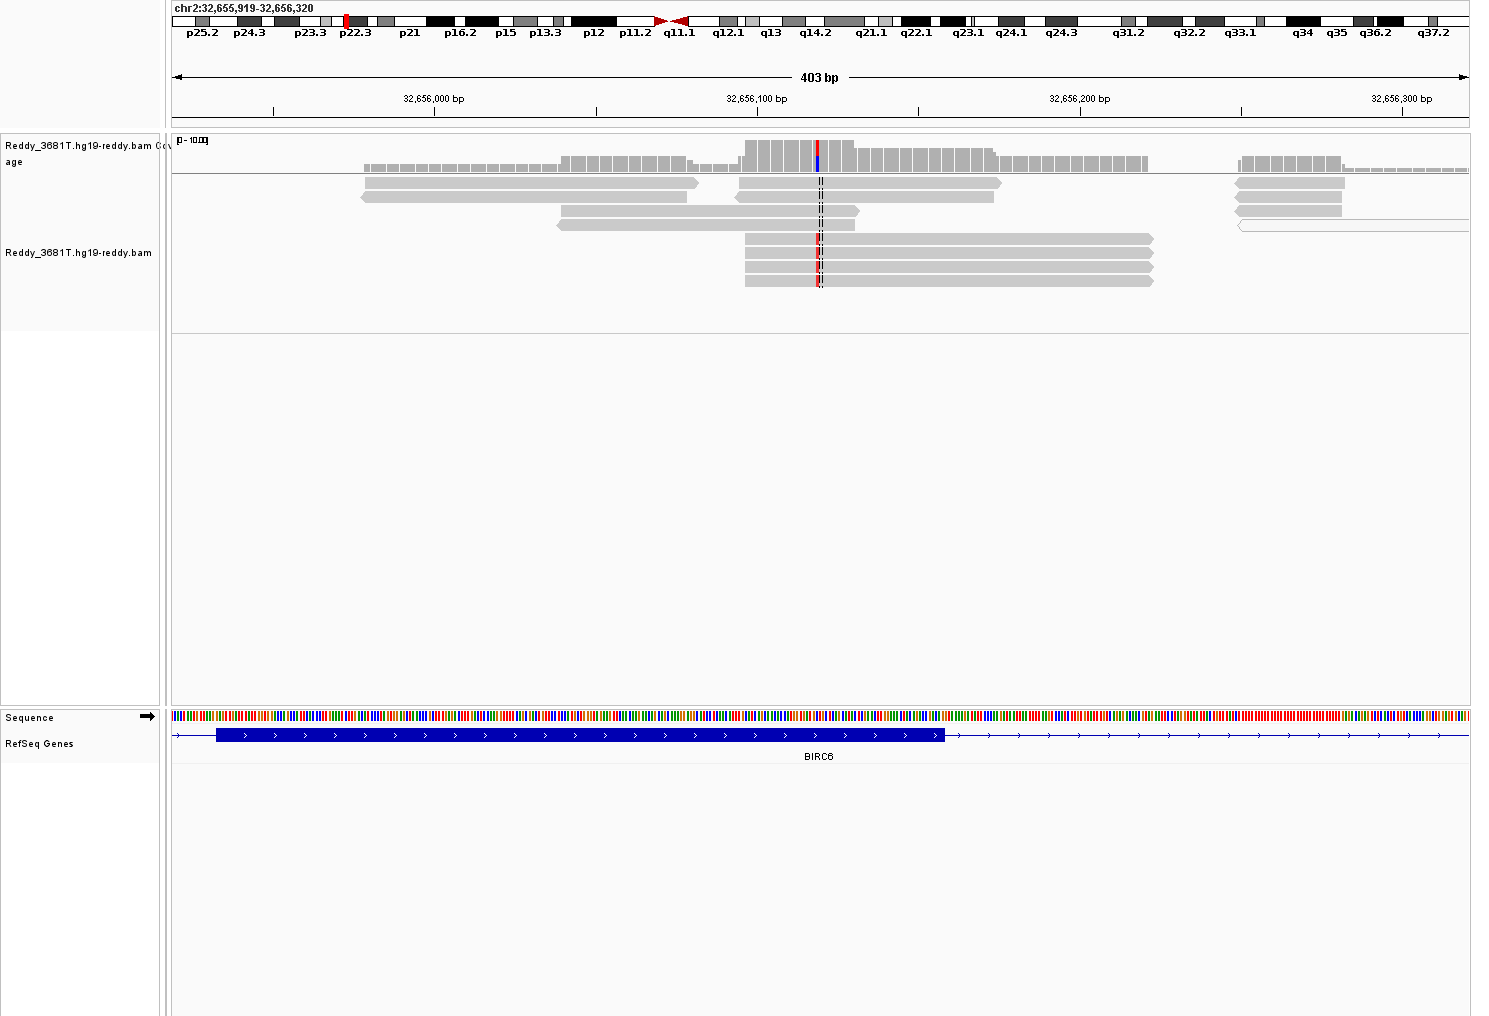 chr2:32,655,919-32,656,320
p25.2 p24.3 p23.3 p22.3 p21 p16.2 p15 p13.3 p12 p11.2 q11.1 q12.1 q13 q14.2 q21.1 q22.1 q23.1 q24.1 q24.3 q31.2 q32.2 q33.1 q34 q35 q36.2 q37.2
403 bp
32,656,000 bp 32,656,100 bp 32,656,200 bp 32,656,300 bp
[0 - 10.00]
Reddy_3681T.hg19-reddy.bam Cov
age
Reddy_3681T.hg19-reddy.bam
Sequence
RefSeq Genes
BIRC6